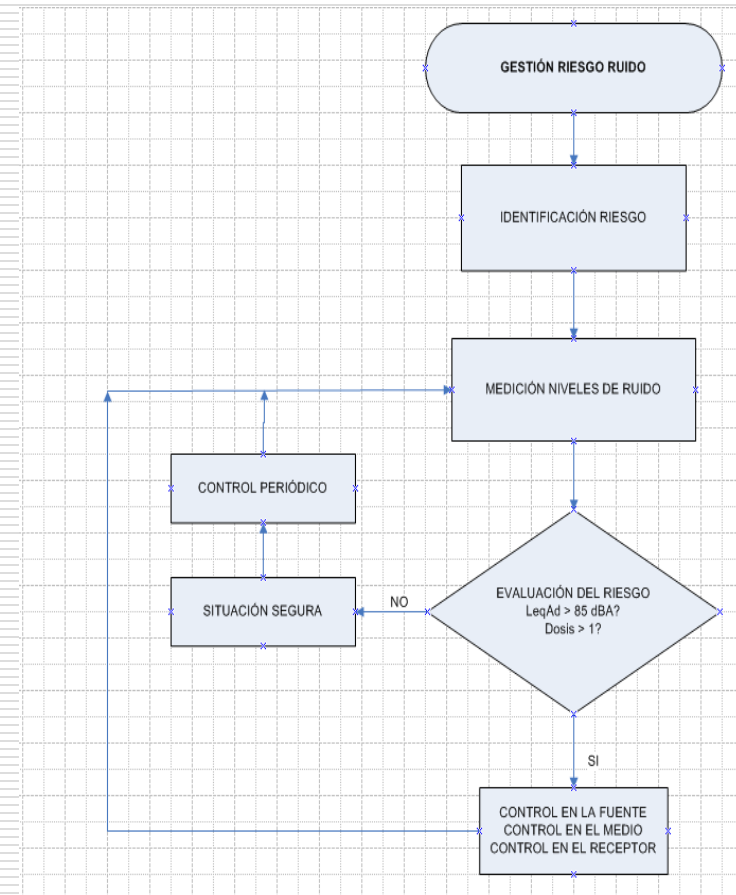 GESTIÓN RIESGO RUIDO
IDENTIFICACIÓN RIESGO
MEDICIÓN NIVELES DE RUIDO
CONTROL PERIÓDICO
EVALUACIÓN DEL RIESGO
LeqAd > 85 dBA?
Dosis > 1?
NO
SITUACIÓN SEGURA
SI
CONTROL EN LA FUENTE
CONTROL EN EL MEDIO
CONTROL EN EL RECEPTOR